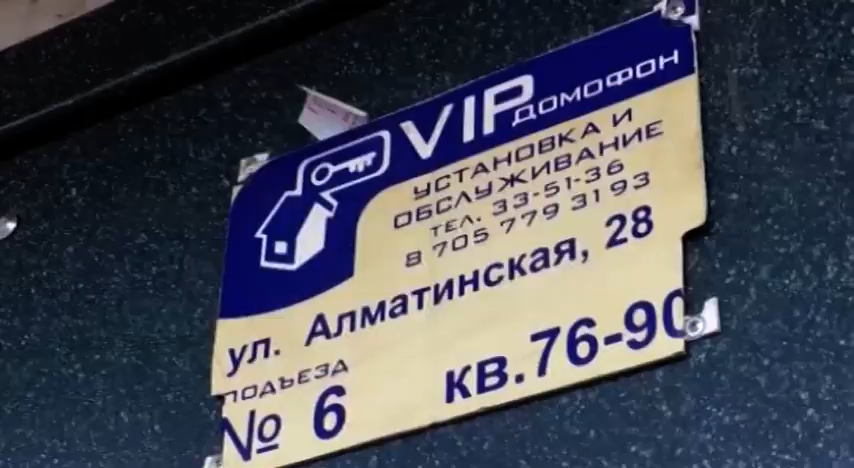 VIP ДОМОФОН
УСТАНОВКА И
ОБСЛУЖИВАНИЕ
ТЕЛ. 33-51-36
8 705 779 31 93
ул. Алматинская, 28
ПОДЪЕЗД
№ 6 кв.76-90